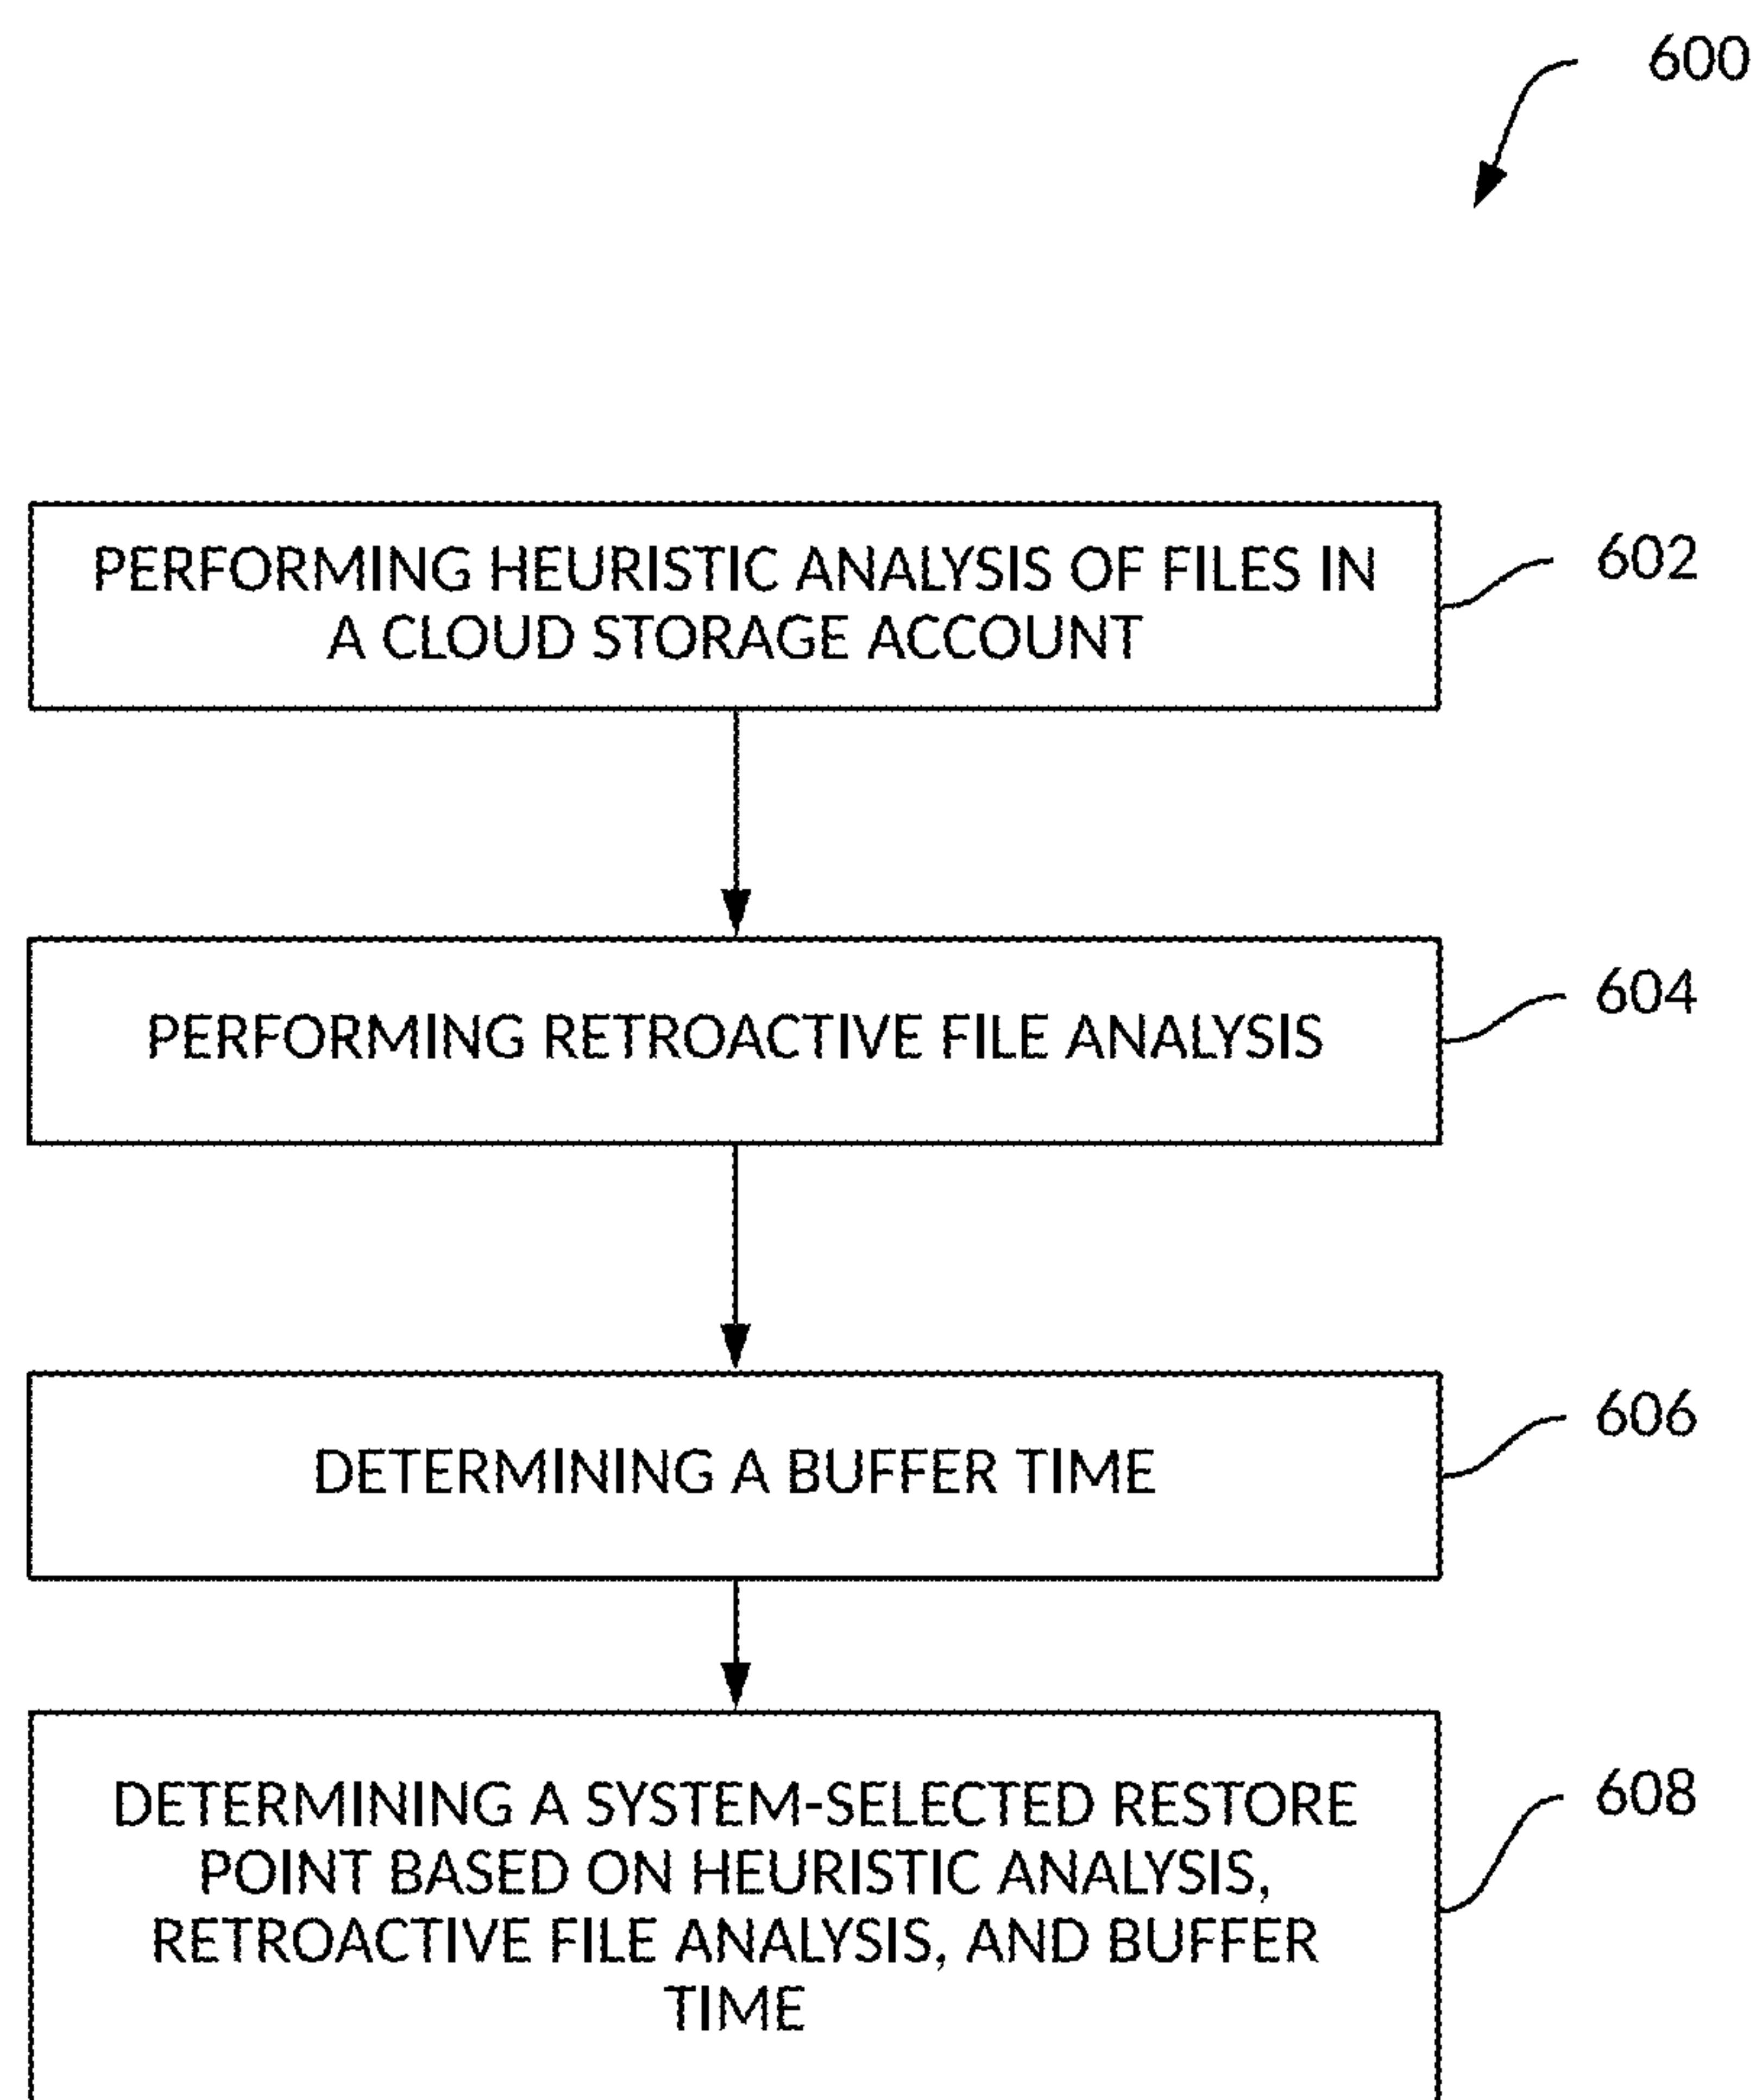 600
PERFORMING HEURISTIC ANALYSIS OF FILES IN
A CLOUD STORAGE ACCOUNT
602
PERFORMING RETROACTIVE FILE ANALYSIS
604
DETERMINING A BUFFER TIME
606
DETERMINING A SYSTEM-SELECTED RESTORE
POINT BASED ON HEURISTIC ANALYSIS,
RETROACTIVE FILE ANALYSIS, AND BUFFER
TIME
608